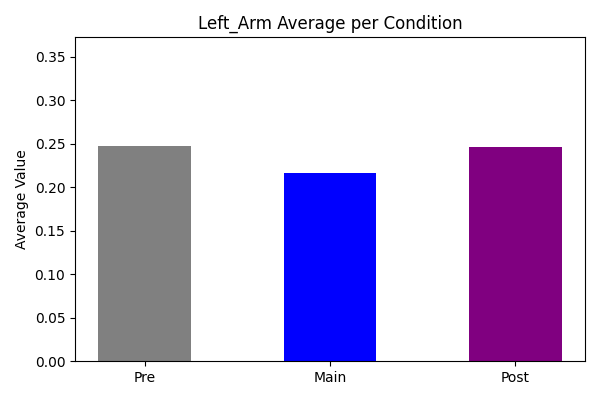 Left_Arm Average per Condition
Average Value
0.35
0.30
0.25
0.20
0.15
0.10
0.05
0.00
Pre
Main
Post